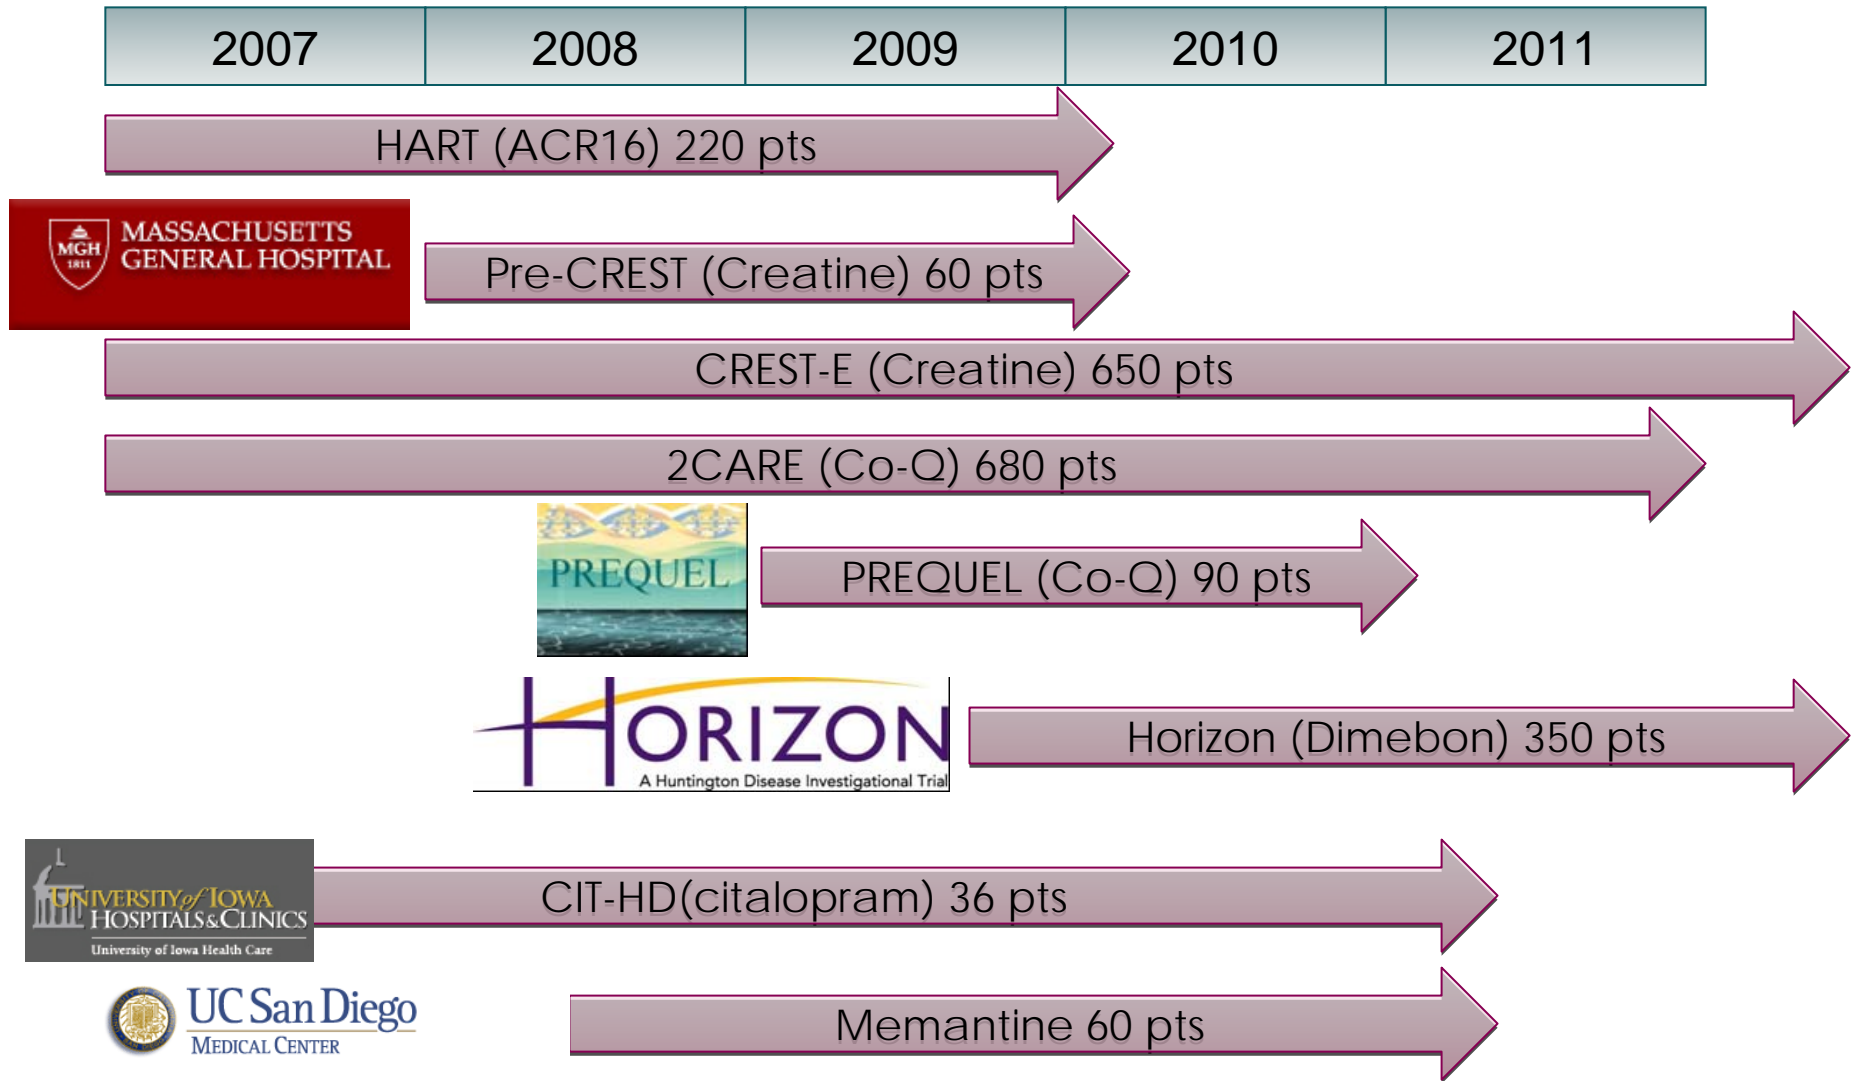 2007 2008 2009 2010 2011
HART (ACR16) 220 pts
MGH
1811
MASSACHUSETTS
GENERAL HOSPITAL
Pre-CREST (Creatine) 60 pts
CREST-E (Creatine) 650 pts
2CARE (Co-Q) 680 pts
PREQUEL
PREQUEL (Co-Q) 90 pts
HORIZON
A Huntington Disease Investigational Trial
Horizon (Dimebon) 350 pts
UNIVERSITY of IOWA
HOSPITALS & CLINICS
University of Iowa Health Care
CIT-HD(citalopram) 36 pts
UC San Diego
MEDICAL CENTER
Memantine 60 pts